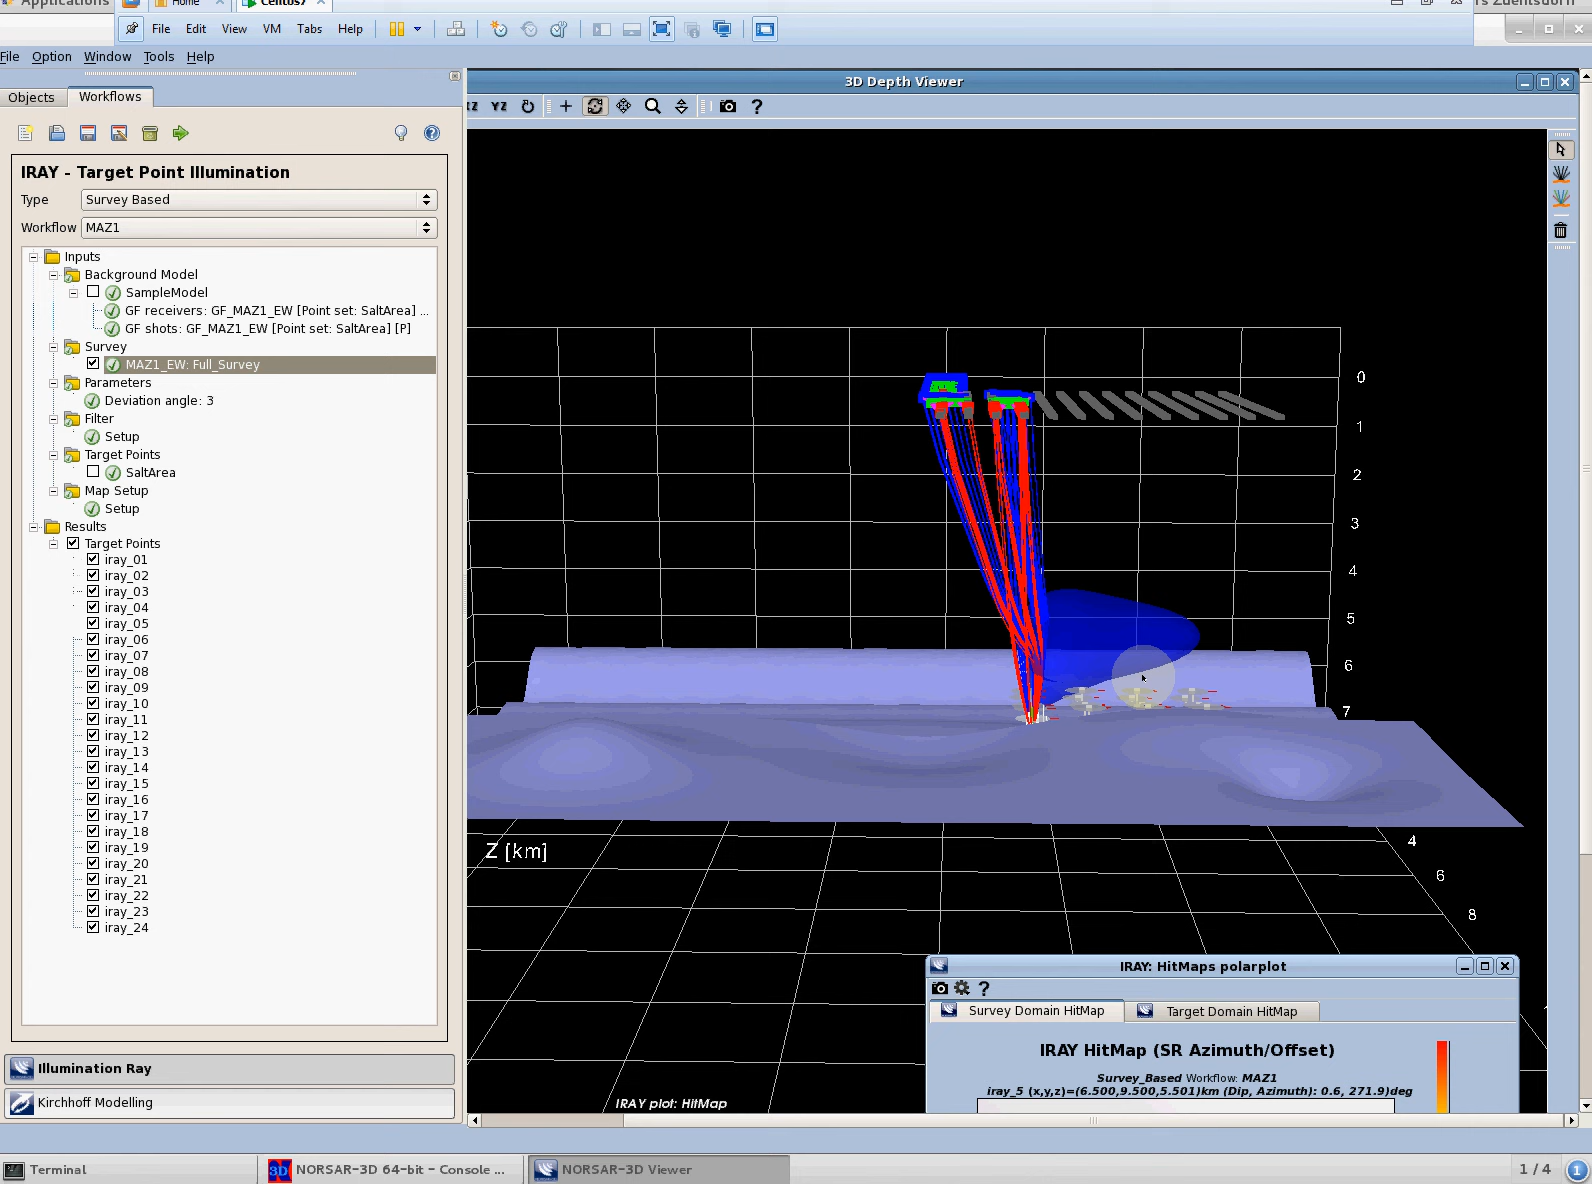 Applications
Home
Centos7
rs Zuentsdorf
File Edit View VM Tabs Help
File Option Window Tools Help
3D Depth Viewer
Objects
Workflows
XZ YZ
IRAY - Target Point Illumination
Type
Survey Based
Workflow
MAZ1
Inputs
Background Model
SampleModel
GF receivers: GF_MAZ1_EW [Point set: SaltArea] ...
GF shots: GF_MAZ1_EW [Point set: SaltArea] [P]
Survey
MAZ1_EW: Full_Survey
Parameters
Deviation angle: 3
Filter
Setup
Target Points
SaltArea
Map Setup
Setup
Results
Target Points
iray_01
iray_02
iray_03
iray_04
iray_05
iray_06
iray_07
iray_08
iray_09
iray_10
iray_11
iray_12
iray_13
iray_14
iray_15
iray_16
iray_17
iray_18
iray_19
iray_20
iray_21
iray_22
iray_23
iray_24
Illumination Ray
Kirchhoff Modelling
0
1
2
3
4
5
6
7
Z [km]
4
6
8
IRAY plot: HitMap
IRAY: HitMaps polarplot
Survey Domain HitMap
Target Domain HitMap
IRAY HitMap (SR Azimuth/Offset)
Survey_Based Workflow: MAZ1
iray_5 (x,y,z)=(6.500,9.500,5.501)km (Dip, Azimuth): 0.6, 271.9)deg
Terminal
3D
NORSAR-3D 64-bit - Console ...
NORSAR-3D Viewer
1 / 4
1